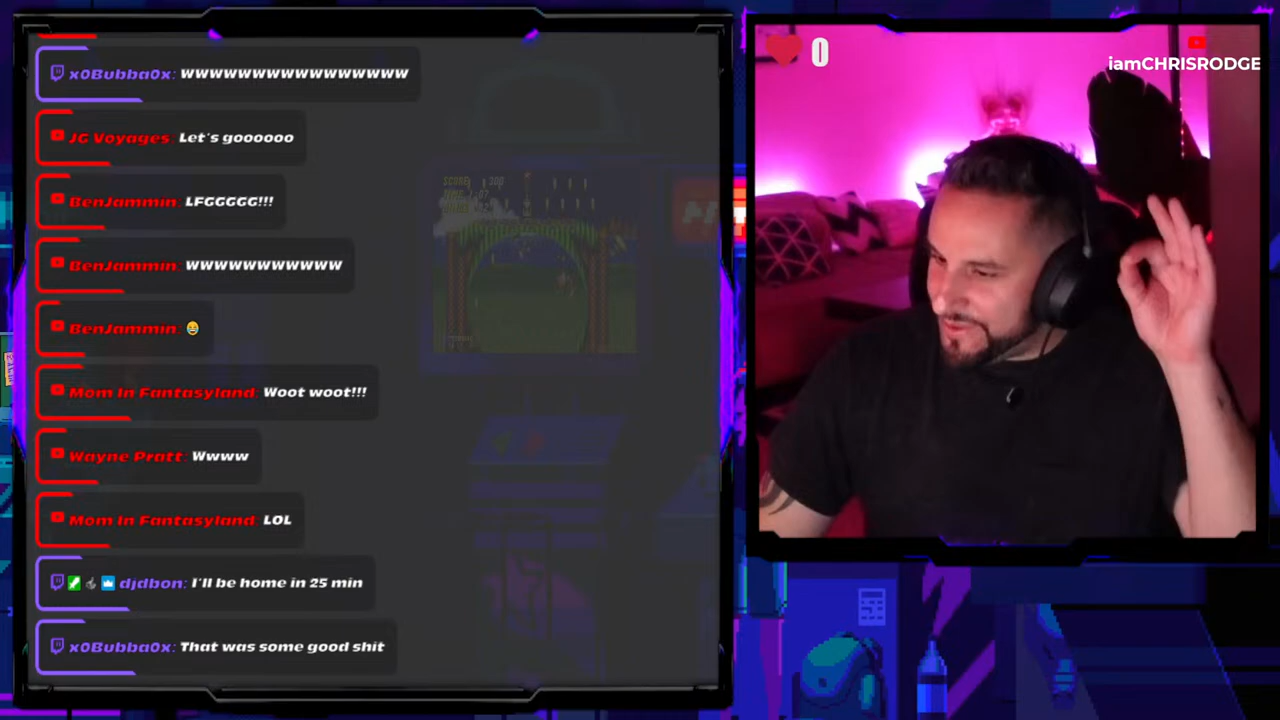 x0Bubba0x: WWWWWWWWWWWWWWWW
JG Voyages: Let's goooooo
BenJammin: LFGGGGG!!!
BenJammin: WWWWWWWWWWW
BenJammin: 😂
Mom In Fantasyland: Woot woot!!!
Wayne Pratt: Wwww
Mom In Fantasyland: LOL
djdbon: I'll be home in 25 min
x0Bubba0x: That was some good shit
0
iamCHRISRODGE